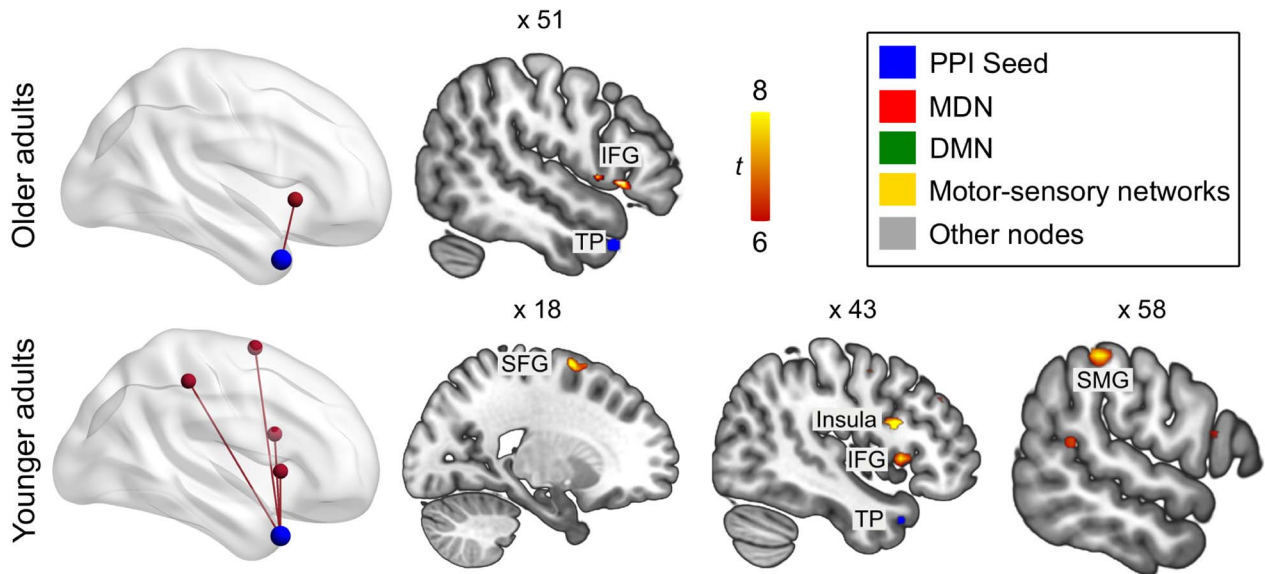 Older adults
x 51
IFG
TP
8
t
6
PPI Seed
MDN
DMN
Motor-sensory networks
Other nodes
Younger adults
x 18
SFG
x 43
Insula
IFG
TP
x 58
SMG